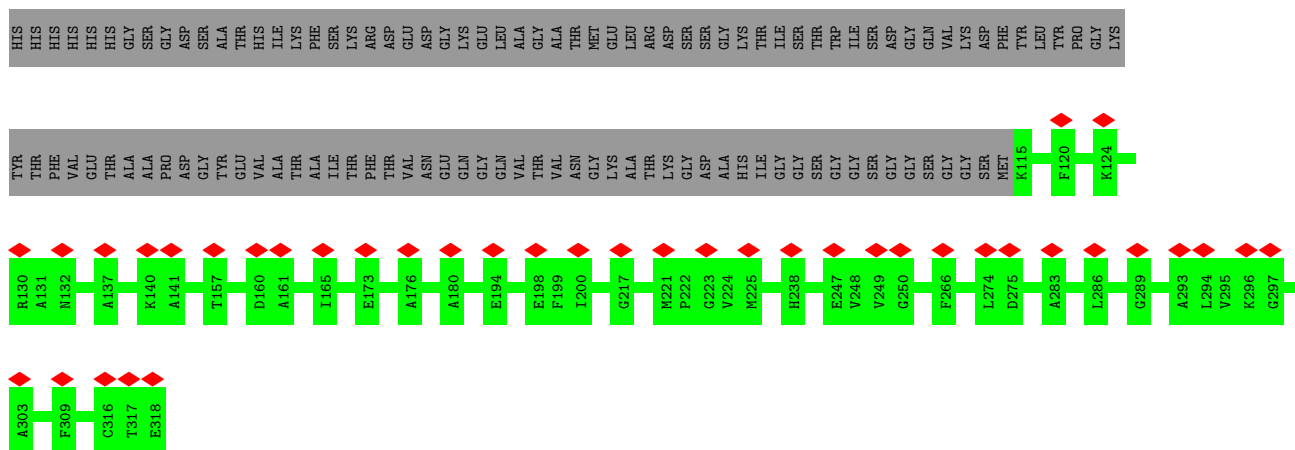 HIS HIS HIS HIS HIS HIS GLY SER GLY ASP SER ALA THR HIS ILE LYS PHE SER LYS ARG ASP GLU ASP GLY LYS GLU LEU ALA GLY ALA THR MET GLU LEU ARG ASP SER SER GLY LYS THR ILE SER THR TRP ILE SER ASP GLY GLN VAL LYS ASP PHE TYR LEU TYR PRO GLY LYS
TYR THR PHE VAL GLU THR ALA ALA PRO ASP GLY TYR GLU VAL ALA THR ALA ILE THR PHE THR VAL ASN GLU GLN GLY GLN VAL THR VAL ASN GLY LYS ALA THR LYS GLY ASP ALA HIS ILE GLY GLY SER GLY GLY SER GLY GLY SER GLY GLY SER MET K115 F120 K124
R130 A131 N132 A137 K140 A141 T157 D160 A161 I165 E173 A176 A180 E194 E198 F199 I200 G217 M221 P222 G223 V224 M225 H238 E247 V248 V249 G250 F266 L274 D275 A283 L286 G289 A293 L294 V295 K296 G297
A303 F309 C316 T317 E318